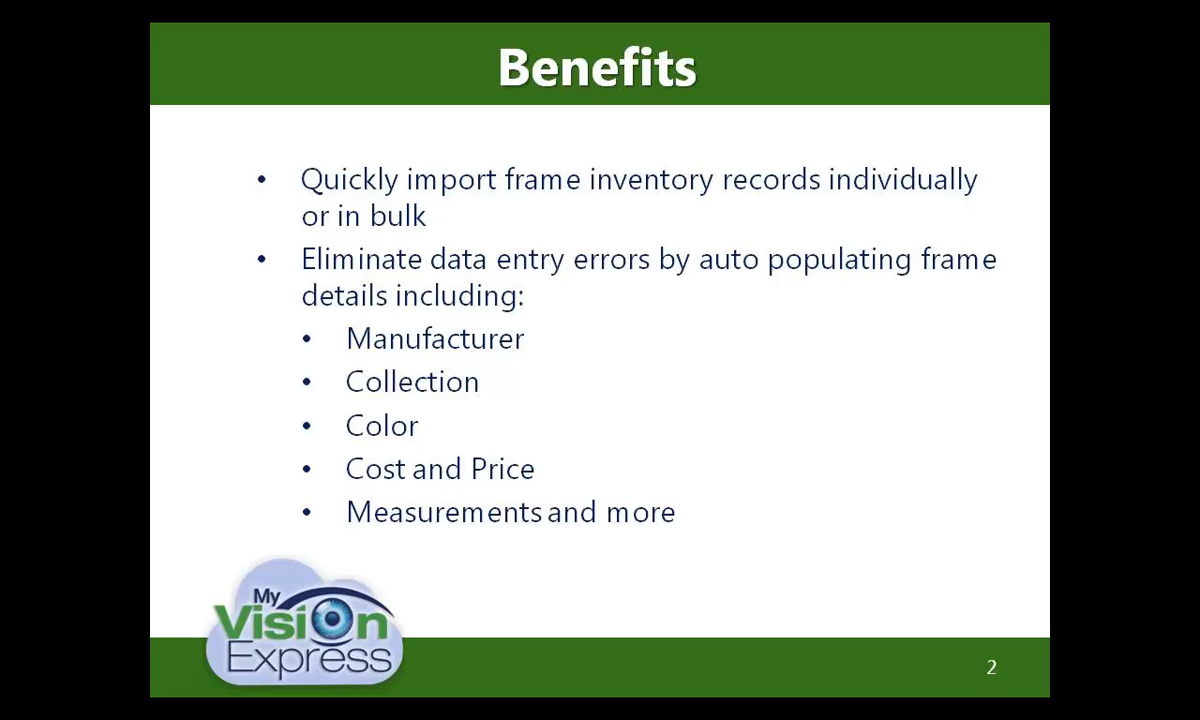 Benefits
• Quickly import frame inventory records individually
or in bulk
• Eliminate data entry errors by auto populating frame
details including:
• Manufacturer
• Collection
• Color
• Cost and Price
• Measurements and more
My
Vision
Express
2